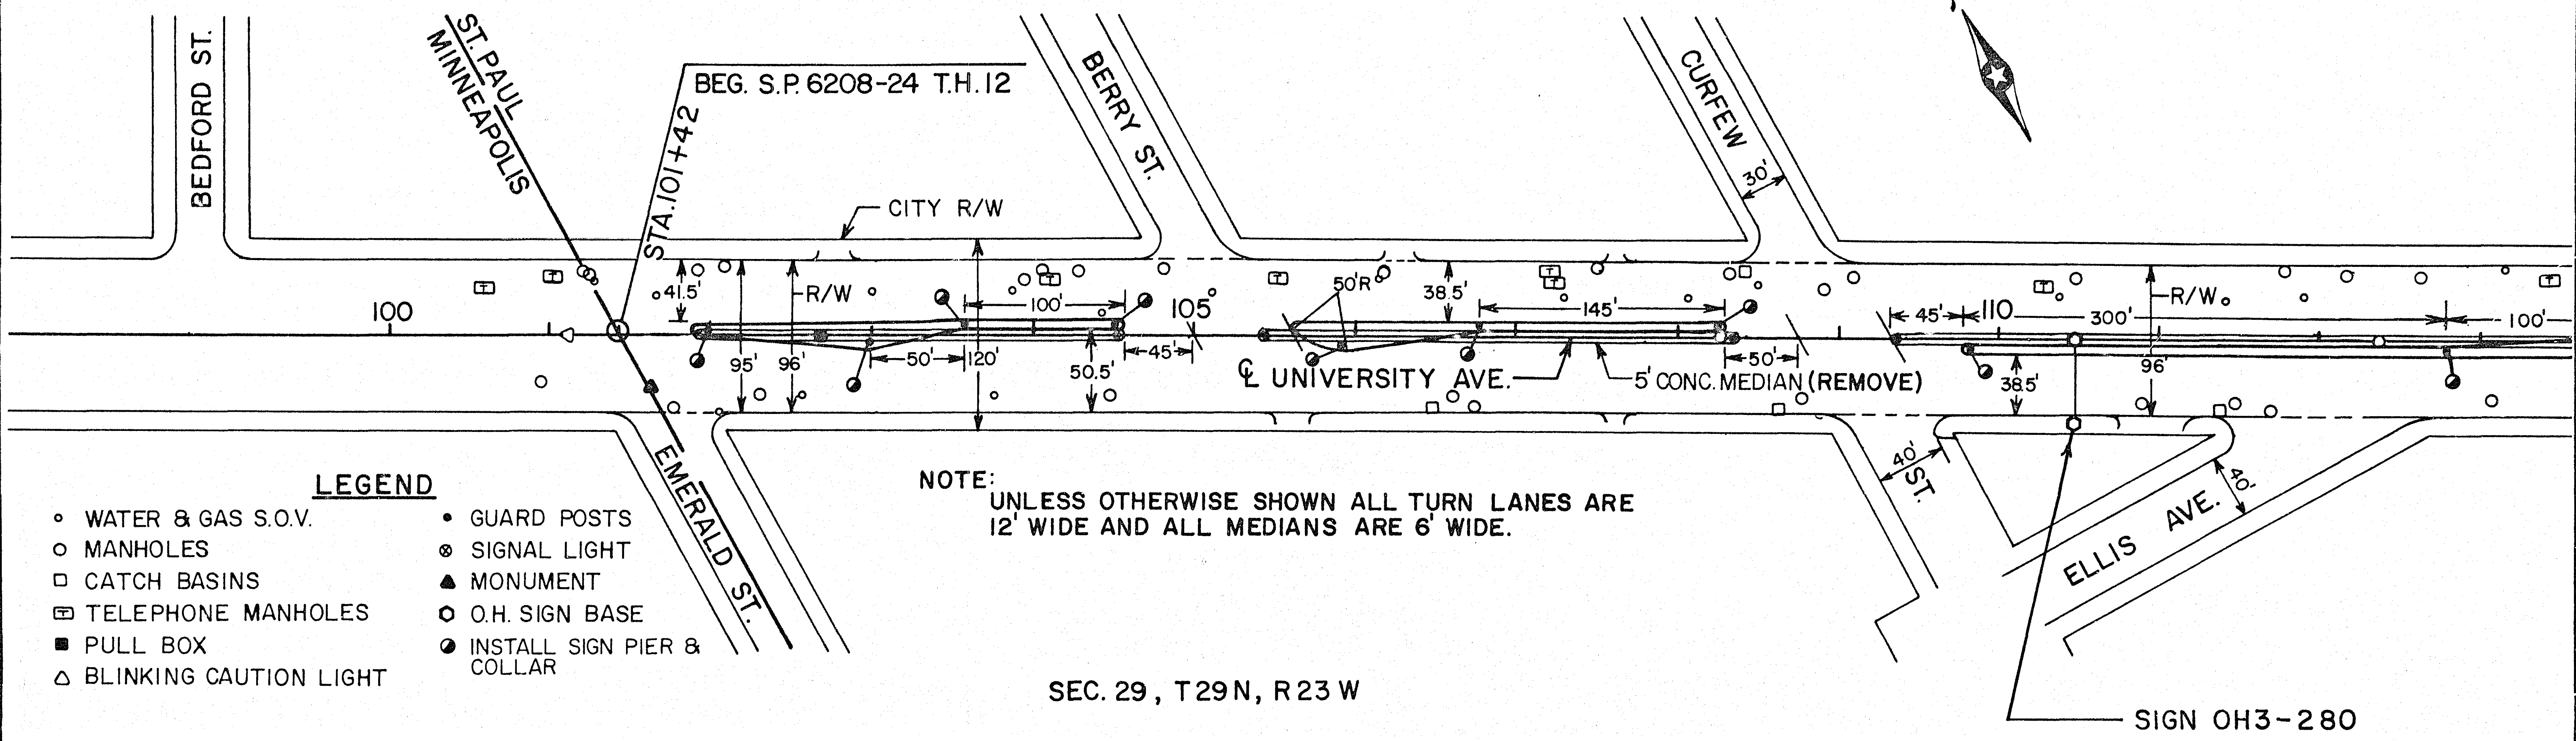 BEDFORD ST.
ST. PAUL
MINNEAPOLIS
BEG. S.P. 6208-24 T.H. 12
STA. 101+42
BERRY ST.
CURFEW
30'
CITY R/W
100
41.5'
R/W
100'
105
50'R
38.5'
145'
45'
110
300'
R/W
100'
95'
96'
50'
120'
50.5'
45'
℄ UNIVERSITY AVE.
50'
5' CONC. MEDIAN (REMOVE)
38.5'
96'
EMERALD ST.
40'
ST.
40'
ELLIS AVE.
NOTE:
UNLESS OTHERWISE SHOWN ALL TURN LANES ARE
12' WIDE AND ALL MEDIANS ARE 6' WIDE.
LEGEND
WATER & GAS S.O.V.
MANHOLES
CATCH BASINS
T TELEPHONE MANHOLES
PULL BOX
BLINKING CAUTION LIGHT
GUARD POSTS
SIGNAL LIGHT
MONUMENT
O.H. SIGN BASE
INSTALL SIGN PIER &
COLLAR
SEC. 29, T29N, R23W
SIGN OH3-280